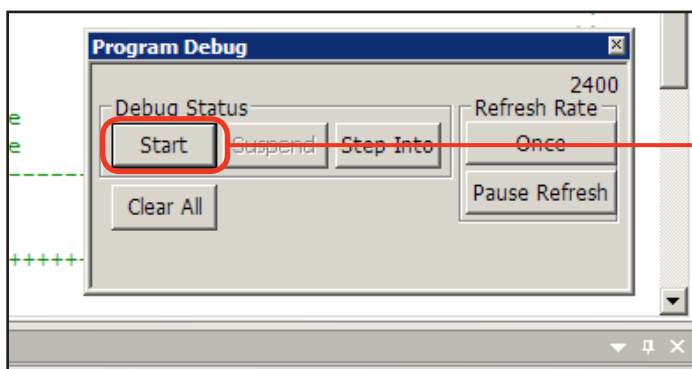 Program Debug
2400
Debug Status
Refresh Rate
e
e
Start Suspend Step Into Once
-------
Clear All Pause Refresh
++++++